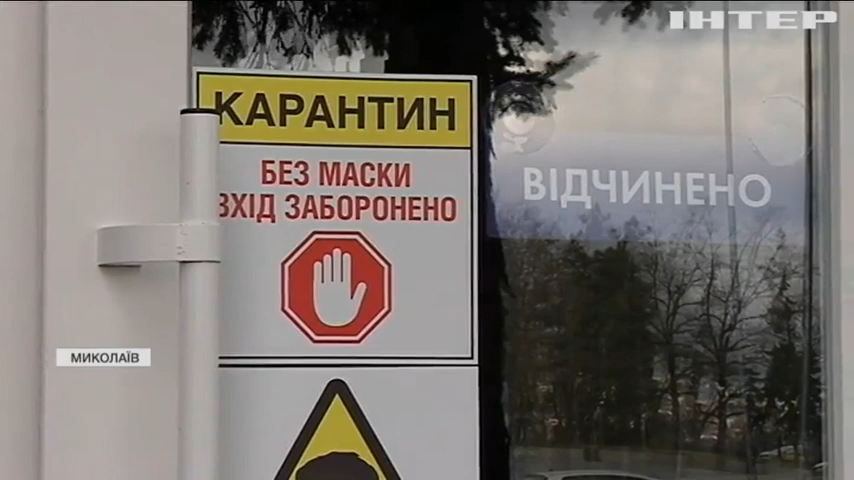 ІНТЕР
КАРАНТИН
БЕЗ МАСКИ
ВХІД ЗАБОРОНЕНО
ВІДЧИНЕНО
МИКОЛАЇВ